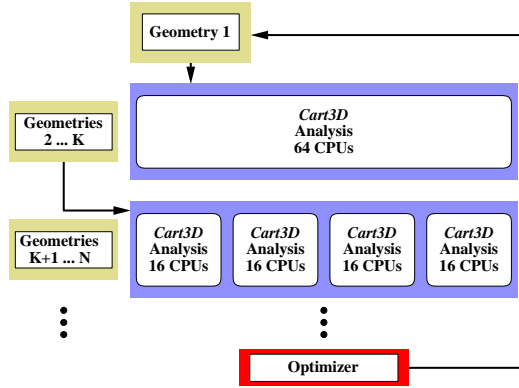 Geometry 1
Cart3D
Analysis
64 CPUs
Geometries
2 ... K
Geometries
K+1 ... N
Cart3D
Analysis
16 CPUs
Cart3D
Analysis
16 CPUs
Cart3D
Analysis
16 CPUs
Cart3D
Analysis
16 CPUs
Optimizer